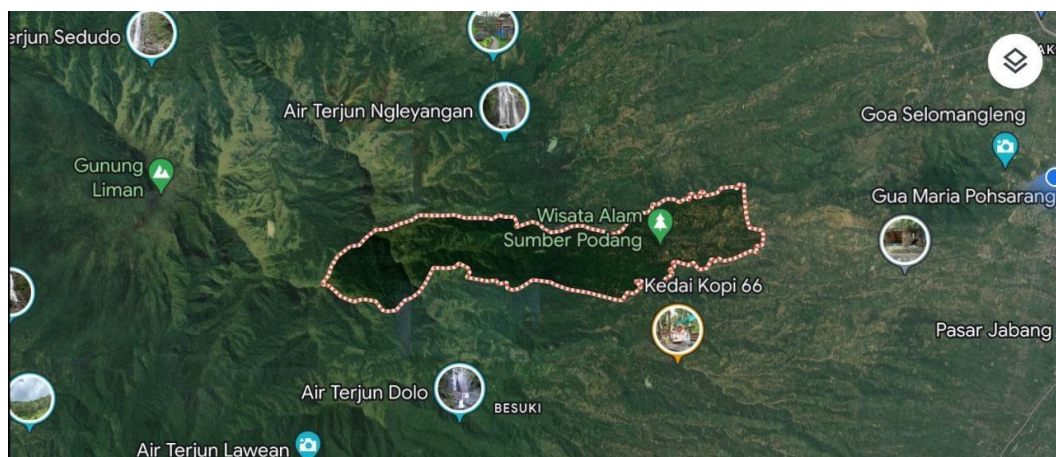 erjun Sedudo
Air Terjun Ngleyangan
Goa Selomangleng
Gunung
Liman
Gua Maria Pohsarang
Wisata Alam
Sumber Podang
Kedai Kopi 66
Pasar Jabang
Air Terjun Dolo
BESUKI
Air Terjun Lawean